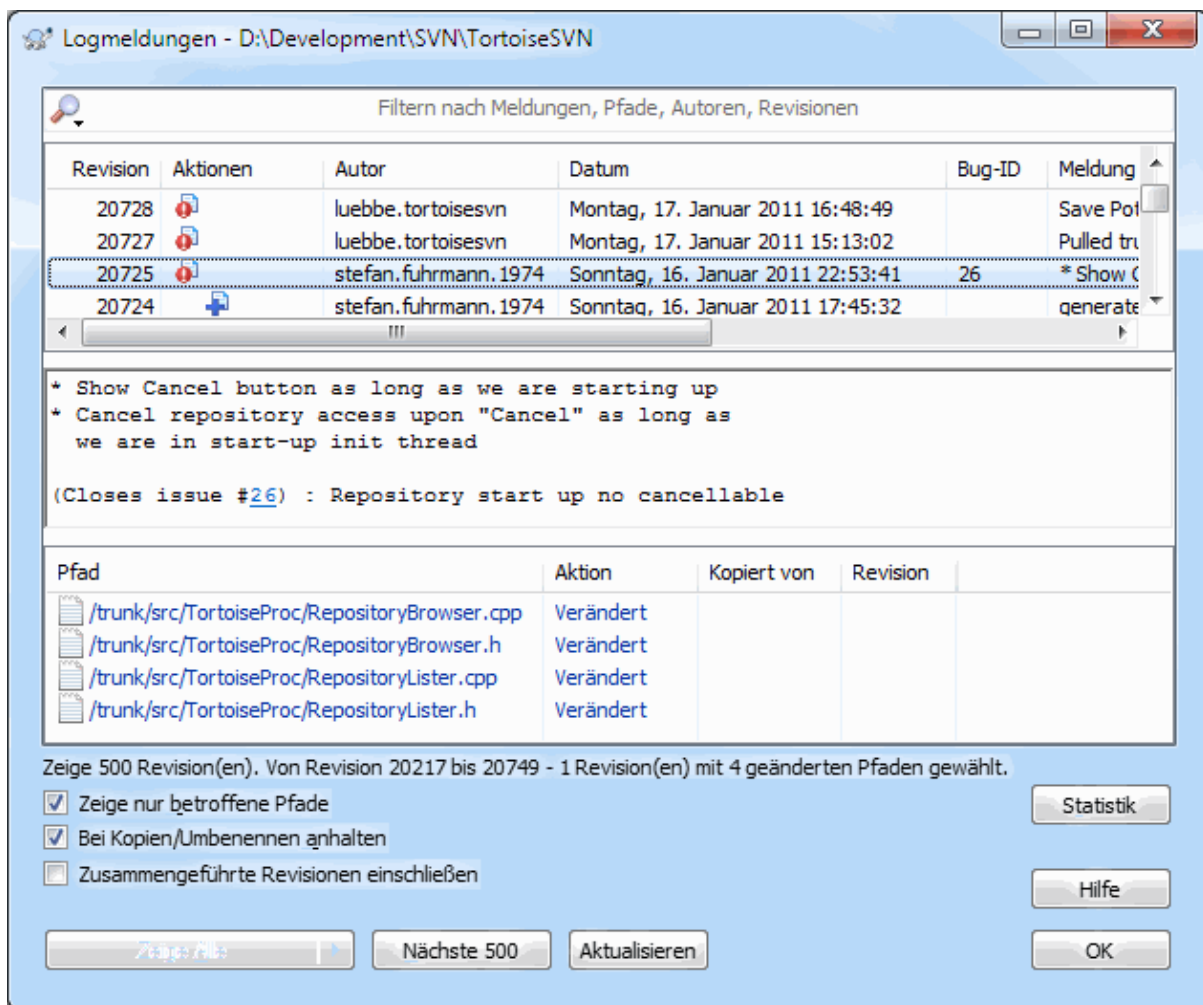 Logmeldungen - D:\Development\SVN\TortoiseSVN
Filtern nach Meldungen, Pfade, Autoren, Revisionen
Revision Aktionen Autor Datum Bug-ID Meldung
20728 luebbe.tortoisesvn Montag, 17. Januar 2011 16:48:49 Save Pot
20727 luebbe.tortoisesvn Montag, 17. Januar 2011 15:13:02 Pulled tru
20725 stefan.fuhrmann.1974 Sonntag, 16. Januar 2011 22:53:41 26 * Show C
20724 stefan.fuhrmann.1974 Sonntag, 16. Januar 2011 17:45:32 generate
* Show Cancel button as long as we are starting up
* Cancel repository access upon "Cancel" as long as
we are in start-up init thread
(Closes issue #26) : Repository start up no cancellable
Pfad Aktion Kopiert von Revision
/trunk/src/TortoiseProc/RepositoryBrowser.cpp Verändert
/trunk/src/TortoiseProc/RepositoryBrowser.h Verändert
/trunk/src/TortoiseProc/RepositoryLister.cpp Verändert
/trunk/src/TortoiseProc/RepositoryLister.h Verändert
Zeige 500 Revision(en). Von Revision 20217 bis 20749 - 1 Revision(en) mit 4 geänderten Pfaden gewählt.
Zeige nur betroffene Pfade
Statistik
Bei Kopien/Umbenennen anhalten
Zusammengeführte Revisionen einschließen
Hilfe
Nächste 500 Aktualisieren OK